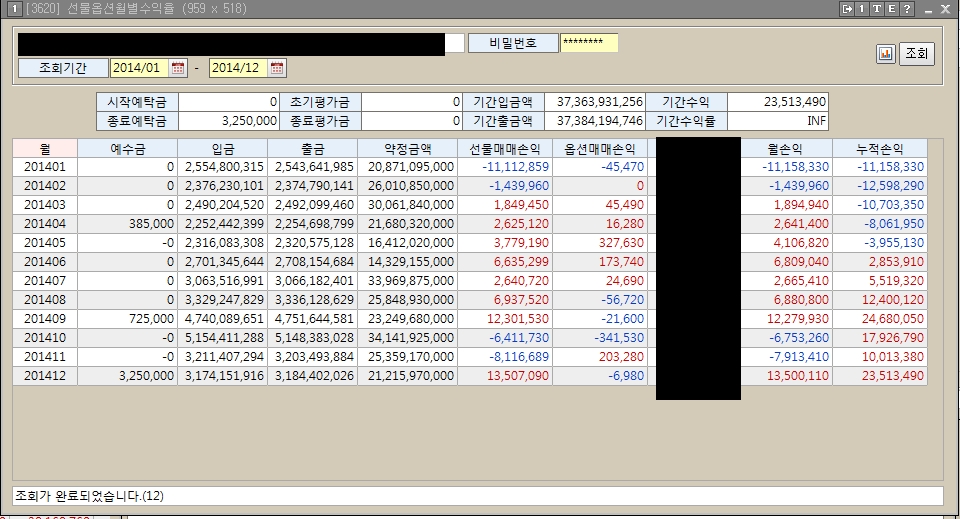 1 [3620] 선물옵션월별수익율 (959 x 518) 1 T E ?
비밀번호 ********
조회기간 2014/01 - 2014/12 조회
시작예탁금 0 초기평가금 0 기간입금액 37,363,931,256 기간수익 23,513,490
종료예탁금 3,250,000 종료평가금 0 기간출금액 37,384,194,746 기간수익률 INF
월 예수금 입금 출금 약정금액 선물매매손익 옵션매매손익 월손익 누적손익
201401 0 2,554,800,315 2,543,641,985 20,871,095,000 -11,112,859 -45,470 -11,158,330 -11,158,330
201402 0 2,376,230,101 2,374,790,141 26,010,850,000 -1,439,960 0 -1,439,960 -12,598,290
201403 0 2,490,204,520 2,492,099,460 30,061,840,000 1,849,450 45,490 1,894,940 -10,703,350
201404 385,000 2,252,442,399 2,254,698,799 21,680,320,000 2,625,120 16,280 2,641,400 -8,061,950
201405 -0 2,316,083,308 2,320,575,128 16,412,020,000 3,779,190 327,630 4,106,820 -3,955,130
201406 0 2,701,345,644 2,708,154,684 14,329,155,000 6,635,299 173,740 6,809,040 2,853,910
201407 0 3,063,516,991 3,066,182,401 33,969,875,000 2,640,720 24,690 2,665,410 5,519,320
201408 0 3,329,247,829 3,336,128,629 25,848,930,000 6,937,520 -56,720 6,880,800 12,400,120
201409 725,000 4,740,089,651 4,751,644,581 23,249,680,000 12,301,530 -21,600 12,279,930 24,680,050
201410 -0 5,154,411,288 5,148,383,028 34,141,925,000 -6,411,730 -341,530 -6,753,260 17,926,790
201411 -0 3,211,407,294 3,203,493,884 25,359,170,000 -8,116,689 203,280 -7,913,410 10,013,380
201412 3,250,000 3,174,151,916 3,184,402,026 21,215,970,000 13,507,090 -6,980 13,500,110 23,513,490
조회가 완료되었습니다.(12)